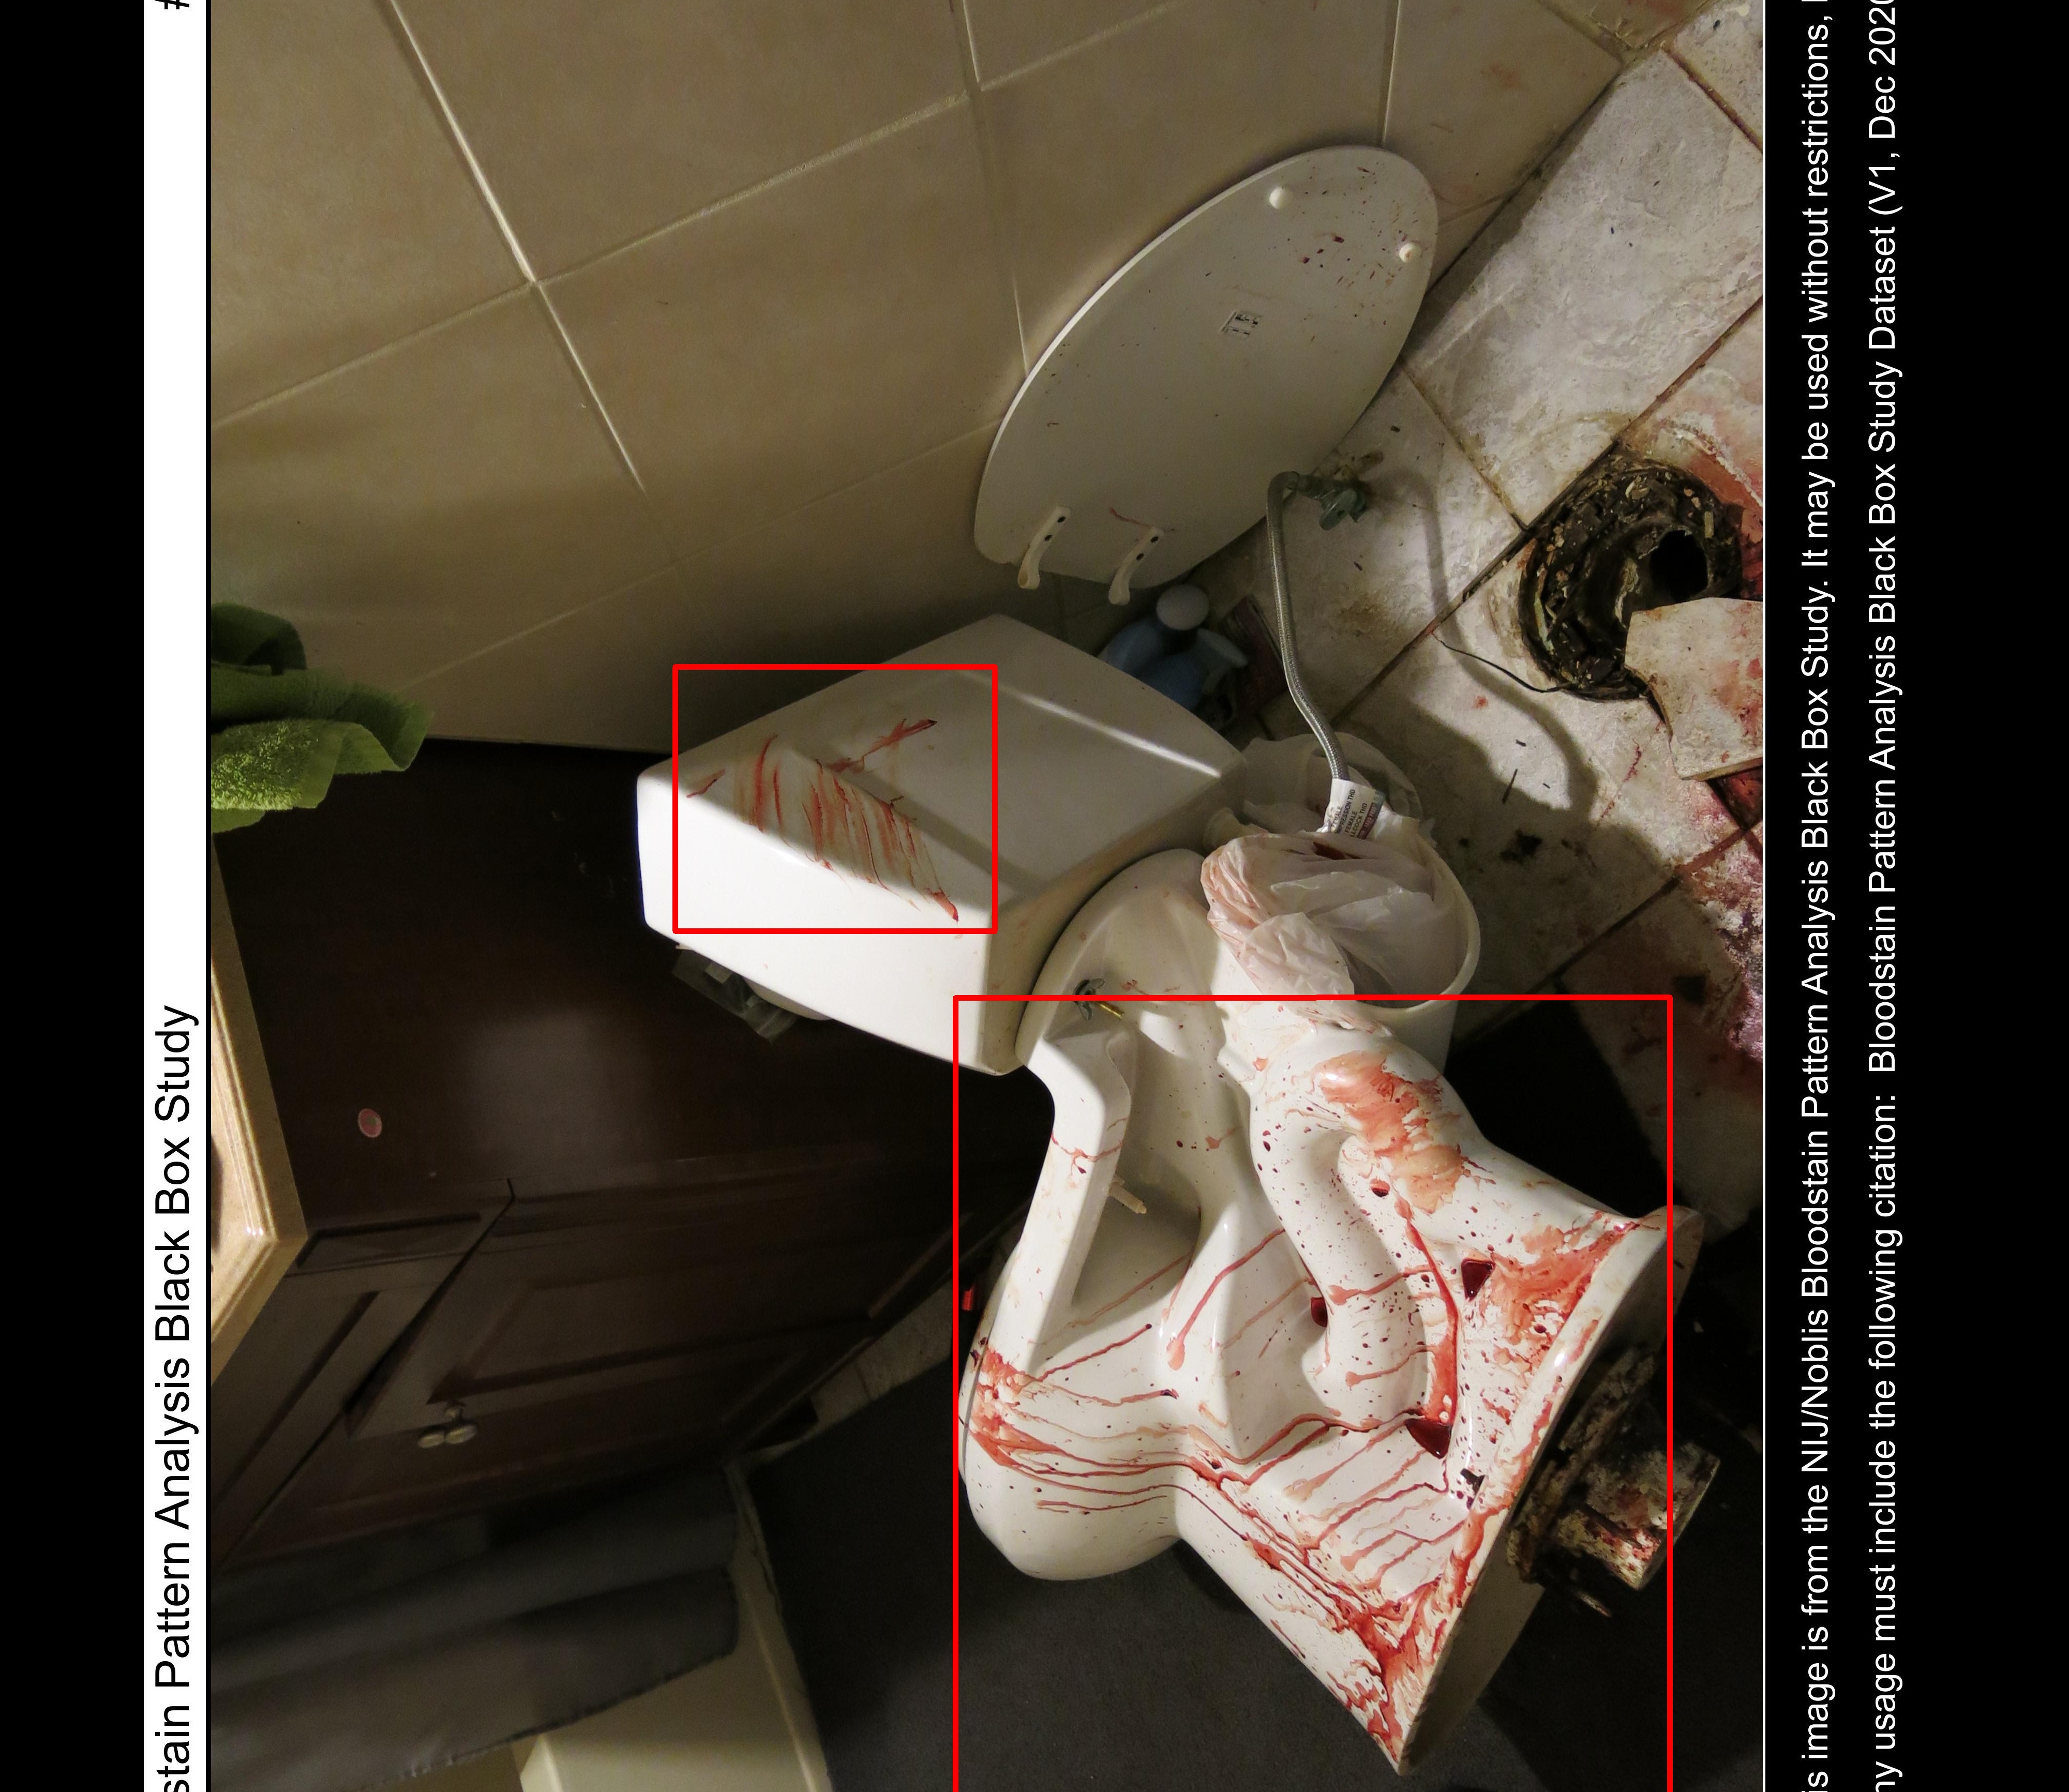 stain Pattern Analysis Black Box Study #
is image is from the NIJ/Noblis Bloodstain Pattern Analysis Black Box Study. It may be used without restrictions,
ny usage must include the following citation: Bloodstain Pattern Analysis Black Box Study Dataset (V1, Dec 2020